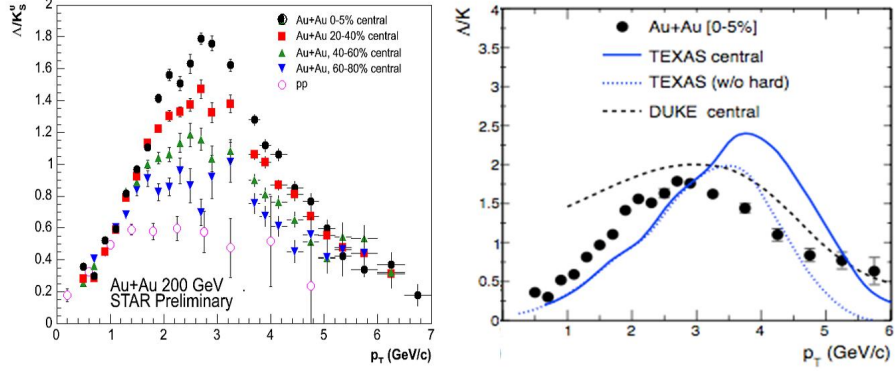 Λ/K⁰s
Au+Au 0-5% central
Au+Au 20-40% central
Au+Au, 40-60% central
Au+Au, 60-80% central
pp
2
1.8
1.6
1.4
1.2
1
0.8
0.6
0.4
0.2
0
Au+Au 200 GeV
STAR Preliminary
0 1 2 3 4 5 6 7
pT (GeV/c)
Λ/K
Au+Au [0-5%]
TEXAS central
TEXAS (w/o hard)
DUKE central
4
3.5
3
2.5
2
1.5
1
0.5
0
1 2 3 4 5 6
pT (GeV/c)